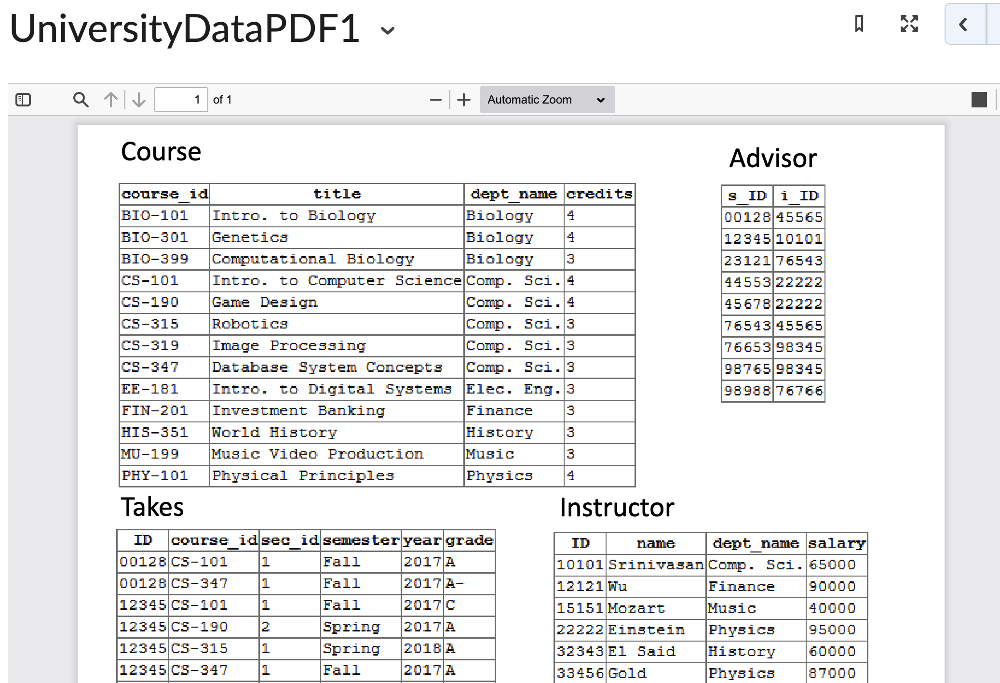 UniversityDataPDF1
1 of 1
Automatic Zoom
Course
course_id title dept_name credits
BIO-101 Intro. to Biology Biology 4
BIO-301 Genetics Biology 4
BIO-399 Computational Biology Biology 3
CS-101 Intro. to Computer Science Comp. Sci. 4
CS-190 Game Design Comp. Sci. 4
CS-315 Robotics Comp. Sci. 3
CS-319 Image Processing Comp. Sci. 3
CS-347 Database System Concepts Comp. Sci. 3
EE-181 Intro. to Digital Systems Elec. Eng. 3
FIN-201 Investment Banking Finance 3
HIS-351 World History History 3
MU-199 Music Video Production Music 3
PHY-101 Physical Principles Physics 4
Advisor
s_ID i_ID
00128 45565
12345 10101
23121 76543
44553 22222
45678 22222
76543 45565
76653 98345
98765 98345
98988 76766
Takes
ID course_id sec_id semester year grade
00128 CS-101 1 Fall 2017 A
00128 CS-347 1 Fall 2017 A-
12345 CS-101 1 Fall 2017 C
12345 CS-190 2 Spring 2017 A
12345 CS-315 1 Spring 2018 A
12345 CS-347 1 Fall 2017 A
Instructor
ID name dept_name salary
10101 Srinivasan Comp. Sci. 65000
12121 Wu Finance 90000
15151 Mozart Music 40000
22222 Einstein Physics 95000
32343 El Said History 60000
33456 Gold Physics 87000